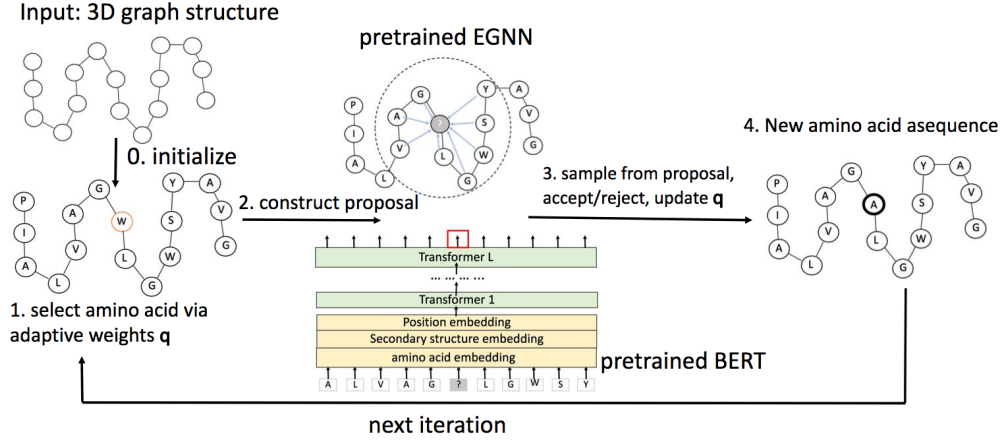 Input: 3D graph structure
pretrained EGNN
0. initialize
P I A L V A G W L G W S Y A V G
1. select amino acid via
adaptive weights q
2. construct proposal
P I A L V A G ? L G W S Y A V G
Transformer L
... ... ... ...
Transformer 1
Position embedding
Secondary structure embedding
amino acid embedding
A L V A G ? L G W S Y
pretrained BERT
3. sample from proposal,
accept/reject, update q
4. New amino acid asequence
P I A L V A G A L G W S Y A V G
next iteration